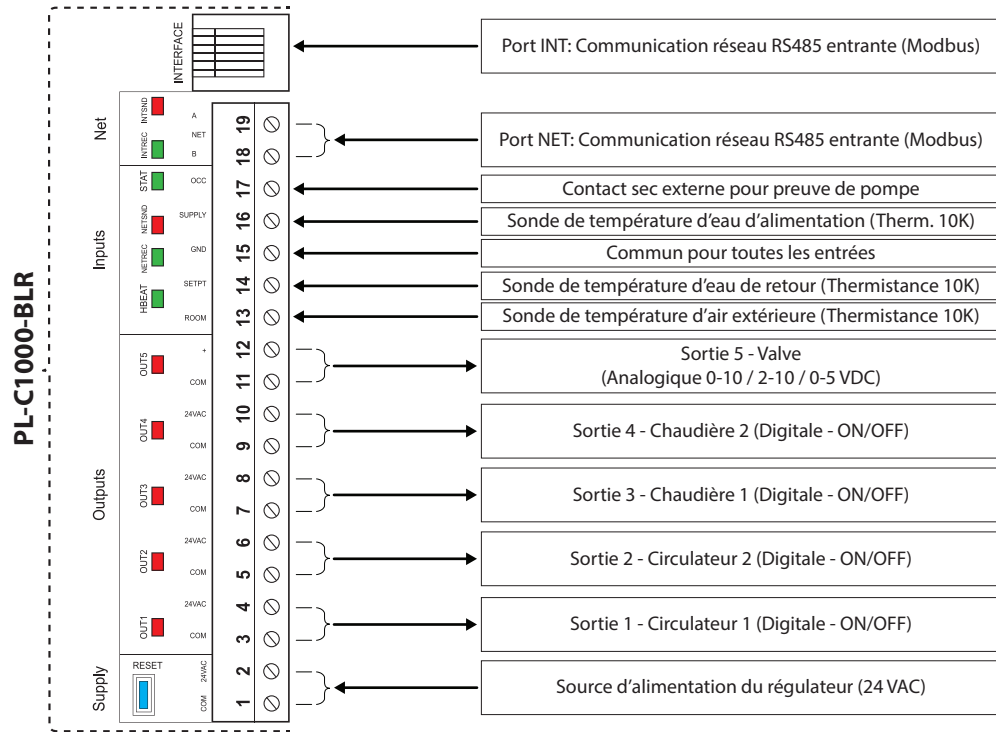 PL-C1000-BLR
INTERFACE
Port INT: Communication réseau RS485 entrante (Modbus)
Net
INTSND
INTREC
A
NET
B
19
18
Port NET: Communication réseau RS485 entrante (Modbus)
Inputs
STAT
OCC
17
Contact sec externe pour preuve de pompe
NETSND
SUPPLY
16
Sonde de température d'eau d'alimentation (Therm. 10K)
NETREC
GND
15
Commun pour toutes les entrées
HBEAT
SETPT
14
Sonde de température d'eau de retour (Thermistance 10K)
ROOM
13
Sonde de température d'air extérieure (Thermistance 10K)
Outputs
OUT5
+
12
COM
11
Sortie 5 - Valve
(Analogique 0-10 / 2-10 / 0-5 VDC)
OUT4
24VAC
10
COM
9
Sortie 4 - Chaudière 2 (Digitale - ON/OFF)
OUT3
24VAC
8
COM
7
Sortie 3 - Chaudière 1 (Digitale - ON/OFF)
OUT2
24VAC
6
COM
5
Sortie 2 - Circulateur 2 (Digitale - ON/OFF)
OUT1
24VAC
4
COM
3
Sortie 1 - Circulateur 1 (Digitale - ON/OFF)
Supply
RESET
24VAC
2
COM
1
Source d'alimentation du régulateur (24 VAC)